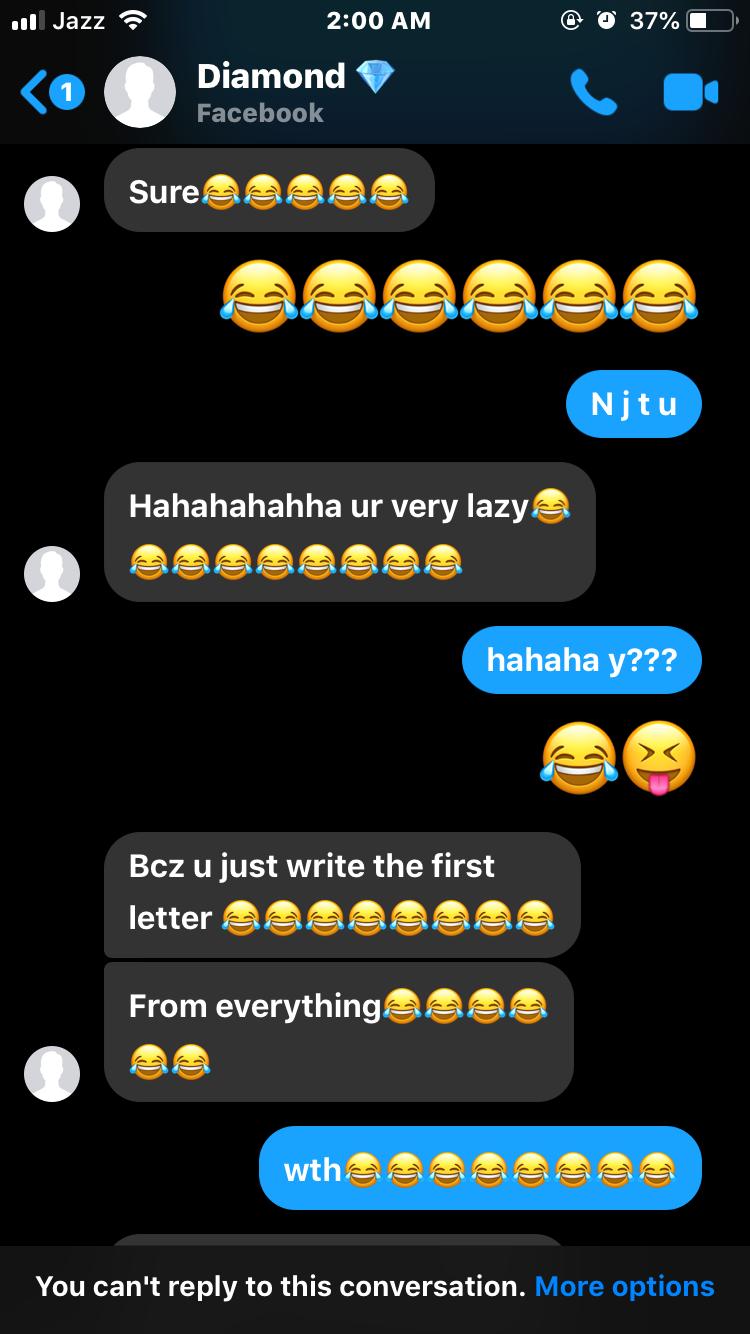 Jazz 2:00 AM 37%
1 Diamond 💎
Facebook
Sure😂😂😂😂😂
😂😂😂😂😂😂
N j t u
Hahahahahha ur very lazy😂
😂😂😂😂😂😂😂😂
hahaha y???
😂😝
Bcz u just write the first
letter 😂😂😂😂😂😂😂😂
From everything😂😂😂😂
😂😂
wth😂😂😂😂😂😂😂😂
You can't reply to this conversation. More options